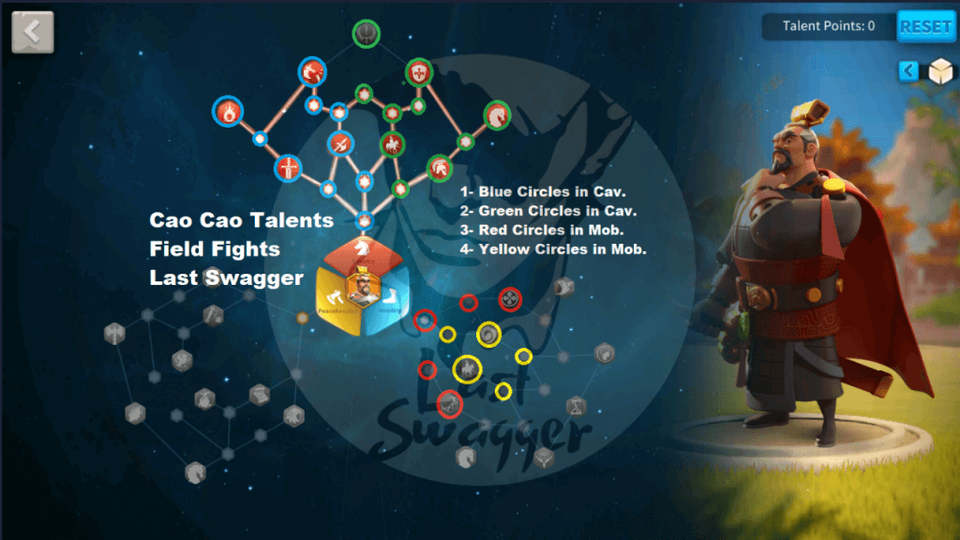 Talent Points: 0
RESET
1- Blue Circles in Cav.
2- Green Circles in Cav.
3- Red Circles in Mob.
4- Yellow Circles in Mob.
Cao Cao Talents
Field Fights
Last Swagger
Peacekeeping
Mobility
Last
Swagger